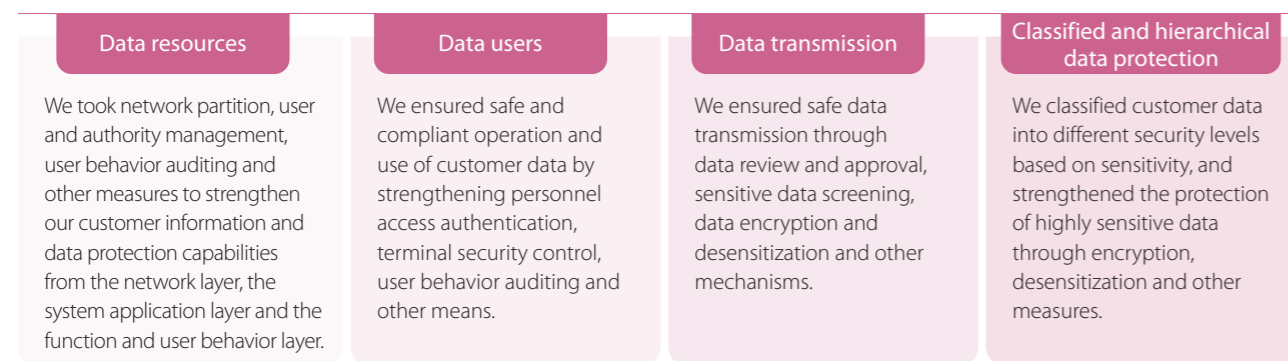 Data resources
We took network partition, user
and authority management,
user behavior auditing and
other measures to strengthen
our customer information and
data protection capabilities
from the network layer, the
system application layer and the
function and user behavior layer.
Data users
We ensured safe and
compliant operation and
use of customer data by
strengthening personnel
access authentication,
terminal security control,
user behavior auditing and
other means.
Data transmission
We ensured safe data
transmission through
data review and approval,
sensitive data screening,
data encryption and
desensitization and other
mechanisms.
Classified and hierarchical
data protection
We classified customer data
into different security levels
based on sensitivity, and
strengthened the protection
of highly sensitive data
through encryption,
desensitization and other
measures.